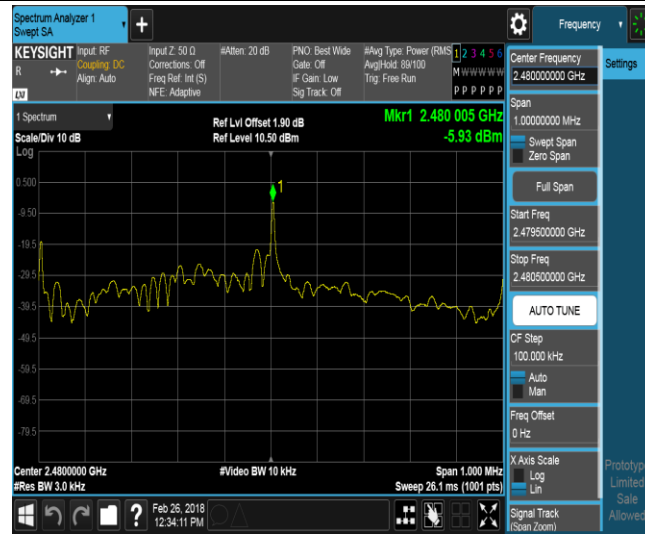 Spectrum Analyzer 1
Swept SA
+
Frequency
KEYSIGHT
R
LXI
Input: RF
Coupling: DC
Align: Auto
Input Z: 50 Ω
Corrections: Off
Freq Ref: Int (S)
NFE: Adaptive
#Atten: 20 dB
PNO: Best Wide
Gate: Off
IF Gain: Low
Sig Track: Off
#Avg Type: Power (RMS
Avg|Hold: 89/100
Trig: Free Run
1 2 3 4 5 6
M W W W W W
P P P P P P
1 Spectrum
Scale/Div 10 dB
Log
Ref Lvl Offset 1.90 dB
Ref Level 10.50 dBm
Mkr1 2.480 005 GHz
-5.93 dBm
1
0.500
-9.50
-19.5
-29.5
-39.5
-49.5
-59.5
-69.5
-79.5
Center 2.4800000 GHz
#Res BW 3.0 kHz
#Video BW 10 kHz
Span 1.000 MHz
Sweep 26.1 ms (1001 pts)
Feb 26, 2018
12:34:11 PM
?
Center Frequency
2.480000000 GHz
Span
1.00000000 MHz
Swept Span
Zero Span
Full Span
Start Freq
2.479500000 GHz
Stop Freq
2.480500000 GHz
AUTO TUNE
CF Step
100.000 kHz
Auto
Man
Freq Offset
0 Hz
X Axis Scale
Log
Lin
Signal Track
(Span Zoom)
Settings
Prototype
Limited
Sale
Allowed